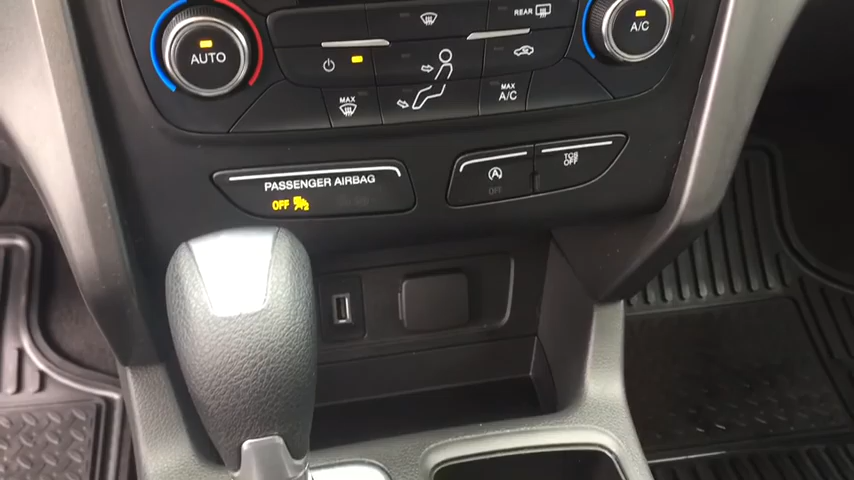 REAR
AUTO
A/C
MAX
MAX
A/C
PASSENGER AIRBAG
OFF
A
OFF
TCS
OFF